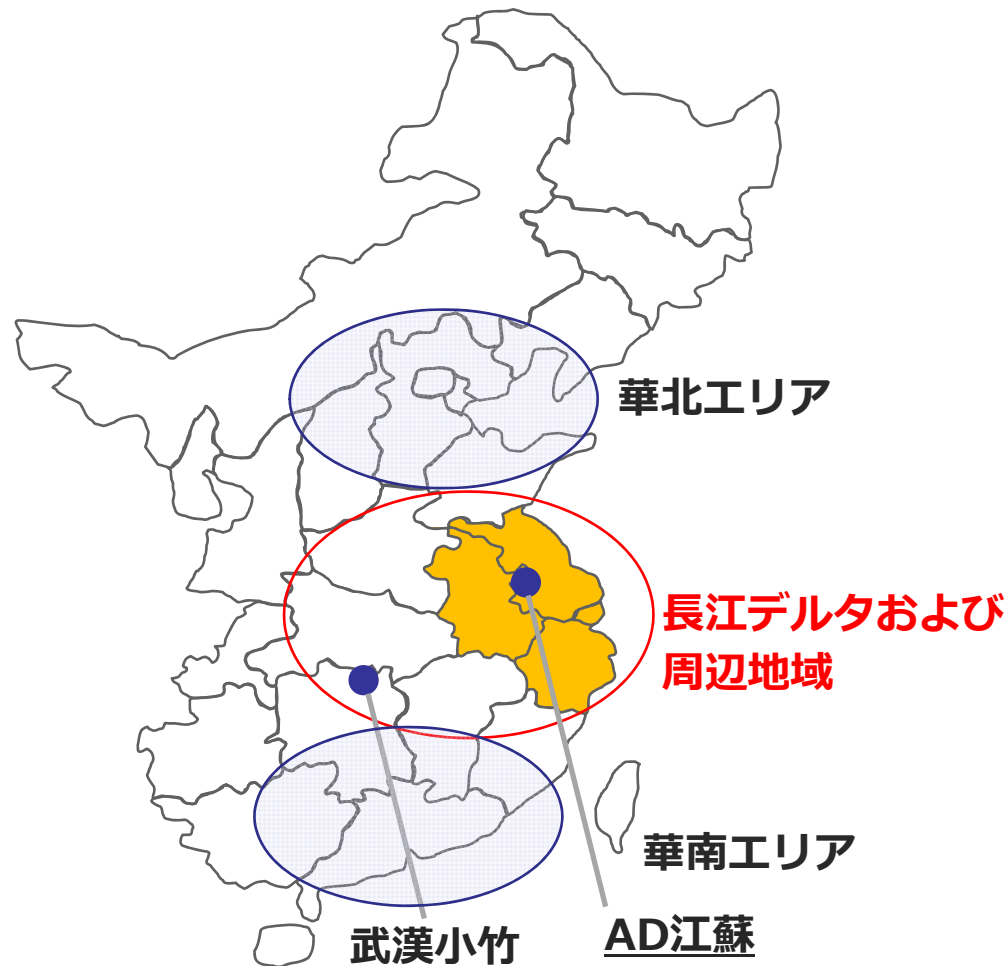 華北エリア
長江デルタおよび
周辺地域
華南エリア
武漢小竹
AD江蘇